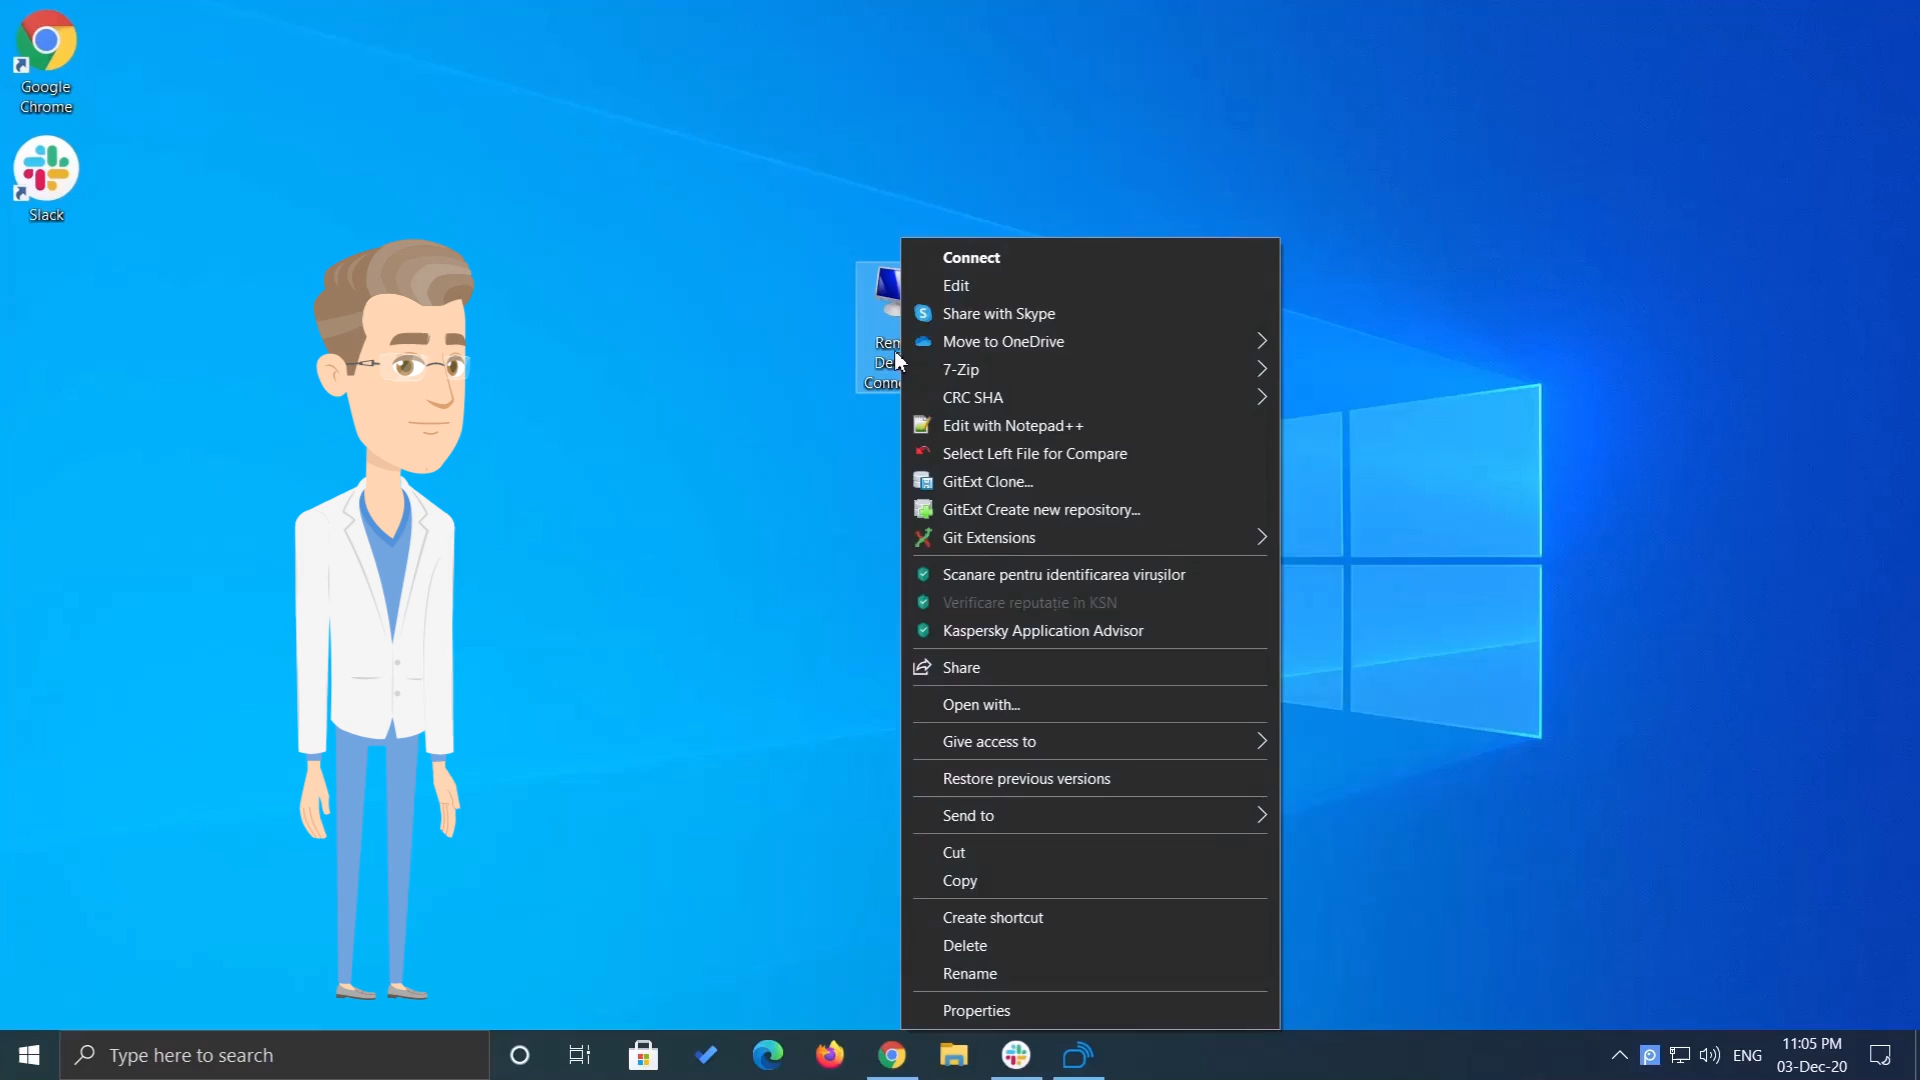 Google
Chrome
Slack
Connect
Edit
Share with Skype
Move to OneDrive
7-Zip
CRC SHA
Edit with Notepad++
Select Left File for Compare
GitExt Clone...
GitExt Create new repository...
Git Extensions
Scanare pentru identificarea virușilor
Verificare reputație în KSN
Kaspersky Application Advisor
Share
Open with...
Give access to
Restore previous versions
Send to
Cut
Copy
Create shortcut
Delete
Rename
Properties
Type here to search
ENG
11:05 PM
03-Dec-20